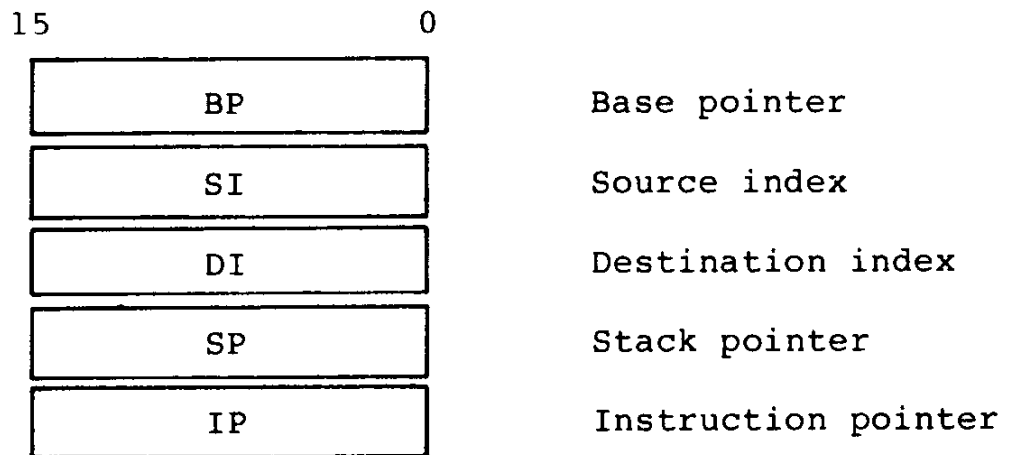 15 0
BP Base pointer
SI Source index
DI Destination index
SP Stack pointer
IP Instruction pointer